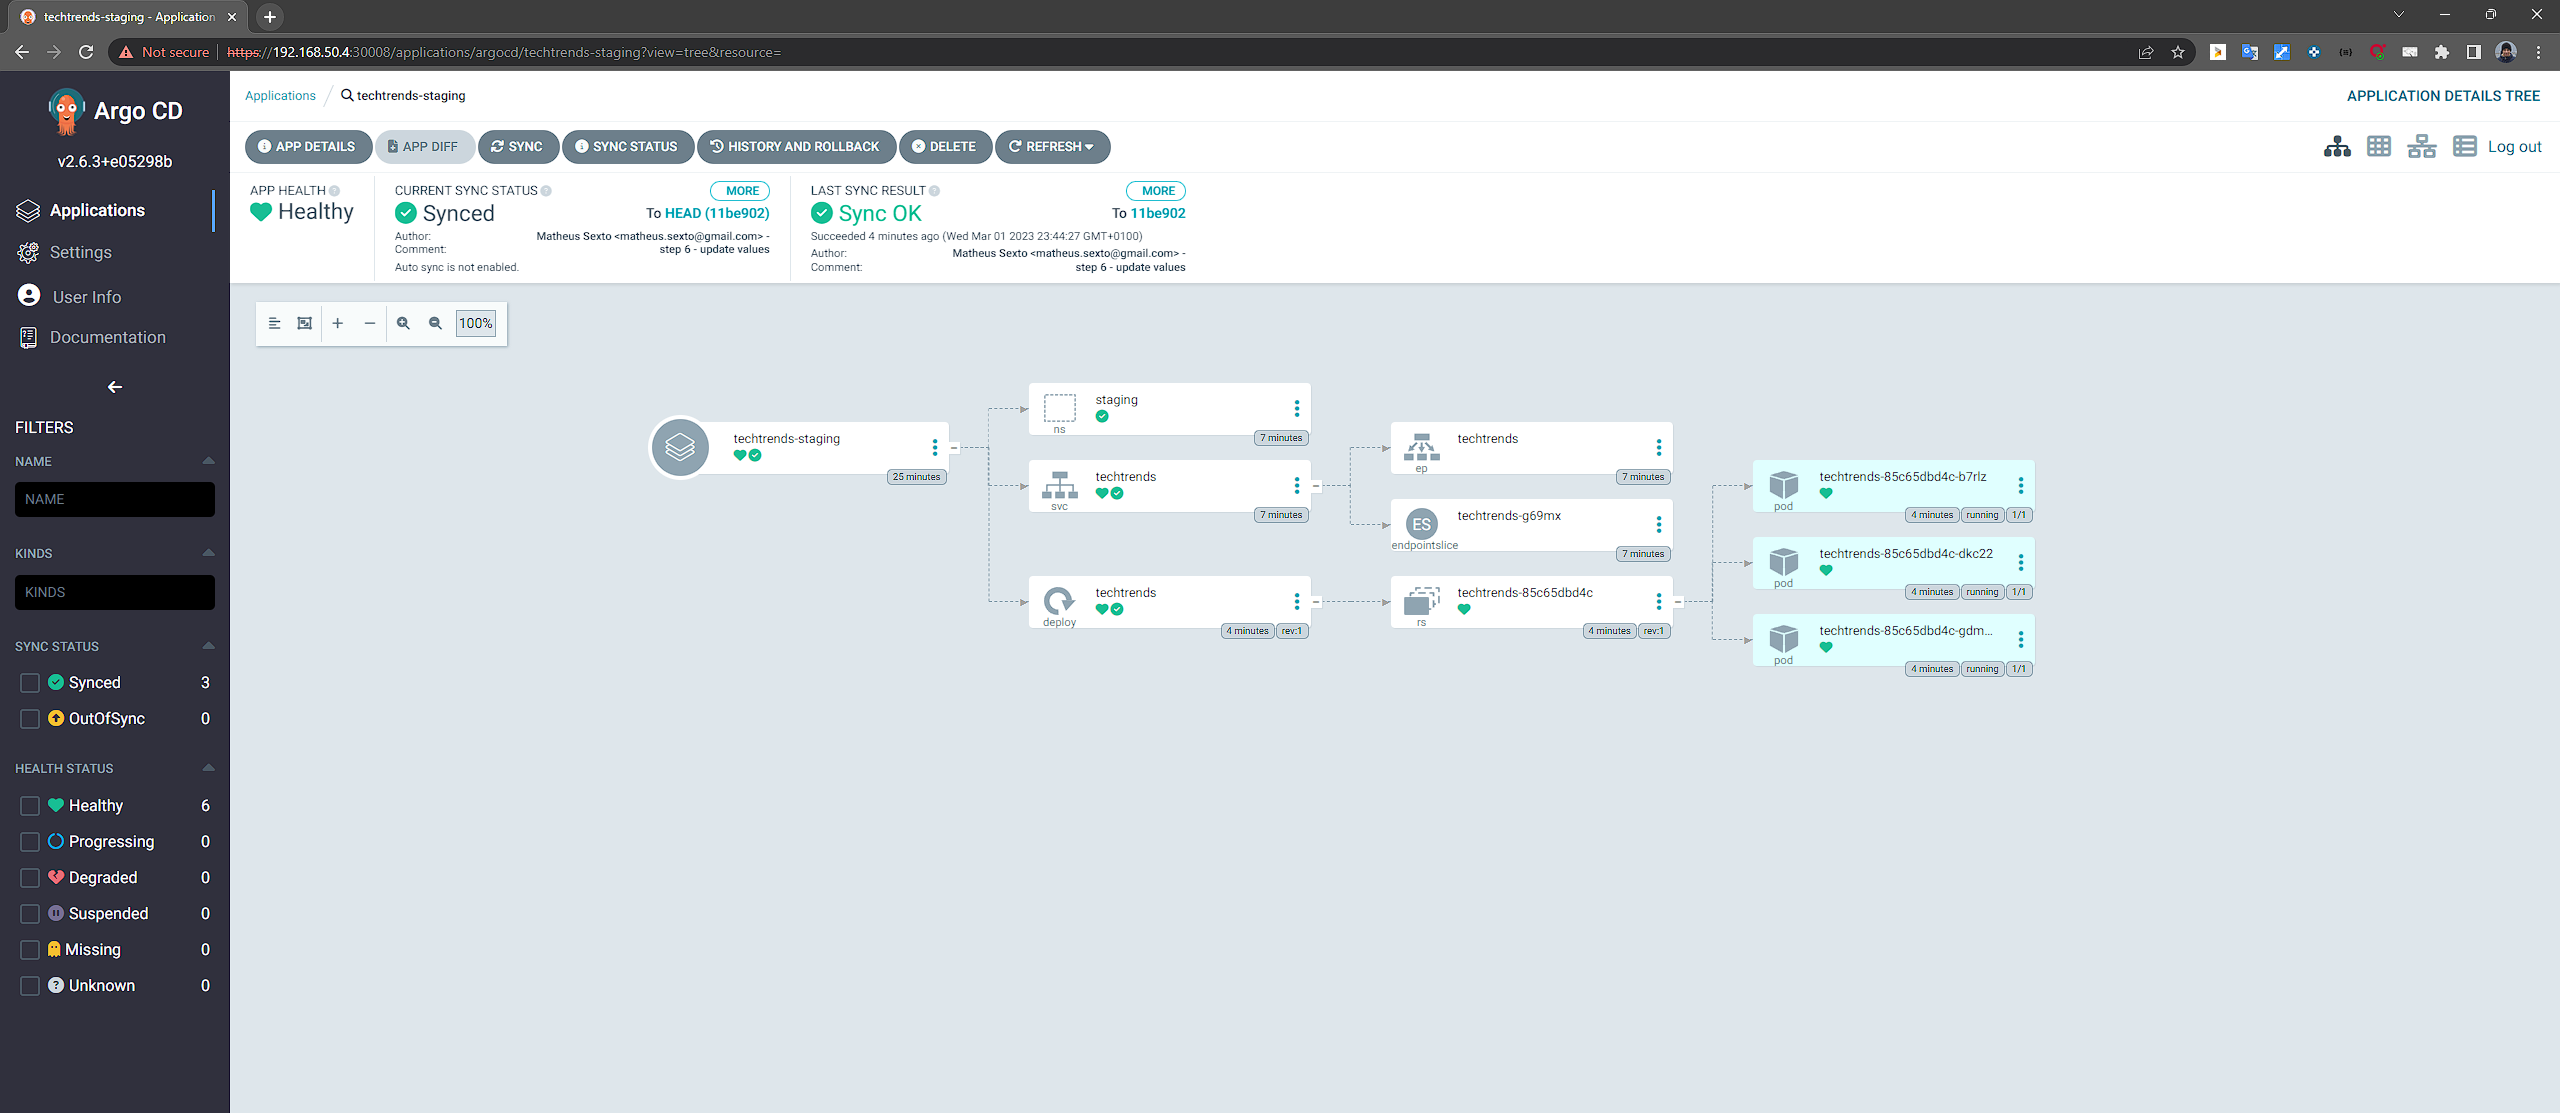 techtrends-staging - Application
Not secure https://192.168.50.4:30008/applications/argocd/techtrends-staging?view=tree&resource=
Argo CD
v2.6.3+e05298b
Applications
Settings
User Info
Documentation
FILTERS
NAME
NAME
KINDS
KINDS
SYNC STATUS
Synced 3
OutOfSync 0
HEALTH STATUS
Healthy 6
Progressing 0
Degraded 0
Suspended 0
Missing 0
Unknown 0
Applications / techtrends-staging
APPLICATION DETAILS TREE
APP DETAILS APP DIFF SYNC SYNC STATUS HISTORY AND ROLLBACK DELETE REFRESH
Log out
APP HEALTH
Healthy
CURRENT SYNC STATUS MORE
Synced To HEAD (11be902)
Author: Matheus Sexto <matheus.sexto@gmail.com> -
Comment: step 6 - update values
Auto sync is not enabled.
LAST SYNC RESULT MORE
Sync OK To 11be902
Succeeded 4 minutes ago (Wed Mar 01 2023 23:44:27 GMT+0100)
Author: Matheus Sexto <matheus.sexto@gmail.com> -
Comment: step 6 - update values
100%
techtrends-staging
25 minutes
staging
ns
7 minutes
techtrends
svc
7 minutes
techtrends
deploy
4 minutes rev:1
techtrends
ep
7 minutes
ES
techtrends-g69mx
endpointslice
7 minutes
techtrends-85c65dbd4c
rs
4 minutes rev:1
techtrends-85c65dbd4c-b7rlz
pod
4 minutes running 1/1
techtrends-85c65dbd4c-dkc22
pod
4 minutes running 1/1
techtrends-85c65dbd4c-gdm...
pod
4 minutes running 1/1